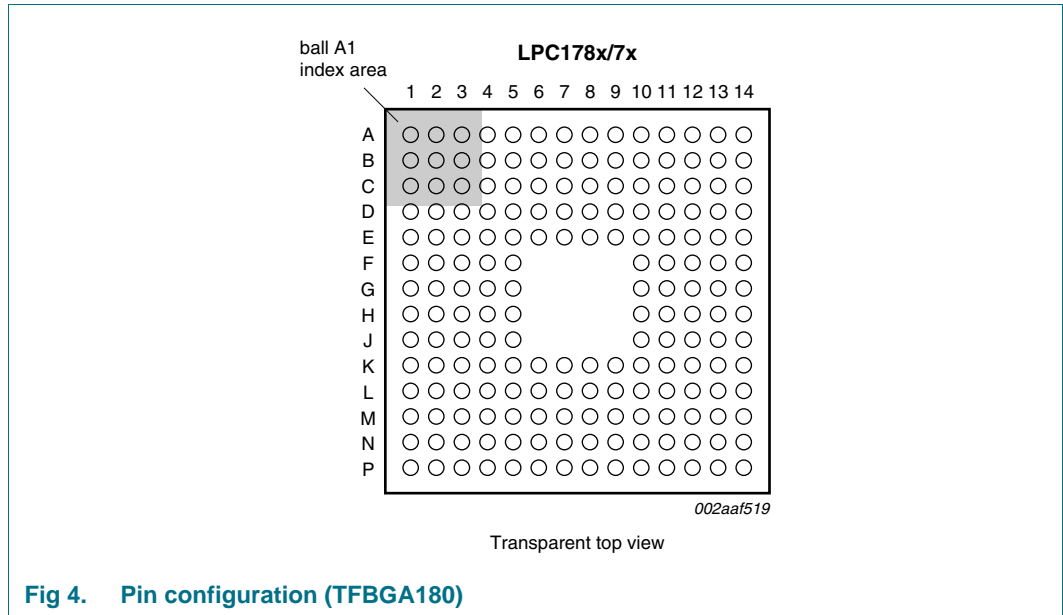 ball A1
index area
LPC178x/7x
1 2 3 4 5 6 7 8 9 10 11 12 13 14
A
B
C
D
E
F
G
H
J
K
L
M
N
P
002aaf519
Transparent top view
Fig 4. Pin configuration (TFBGA180)